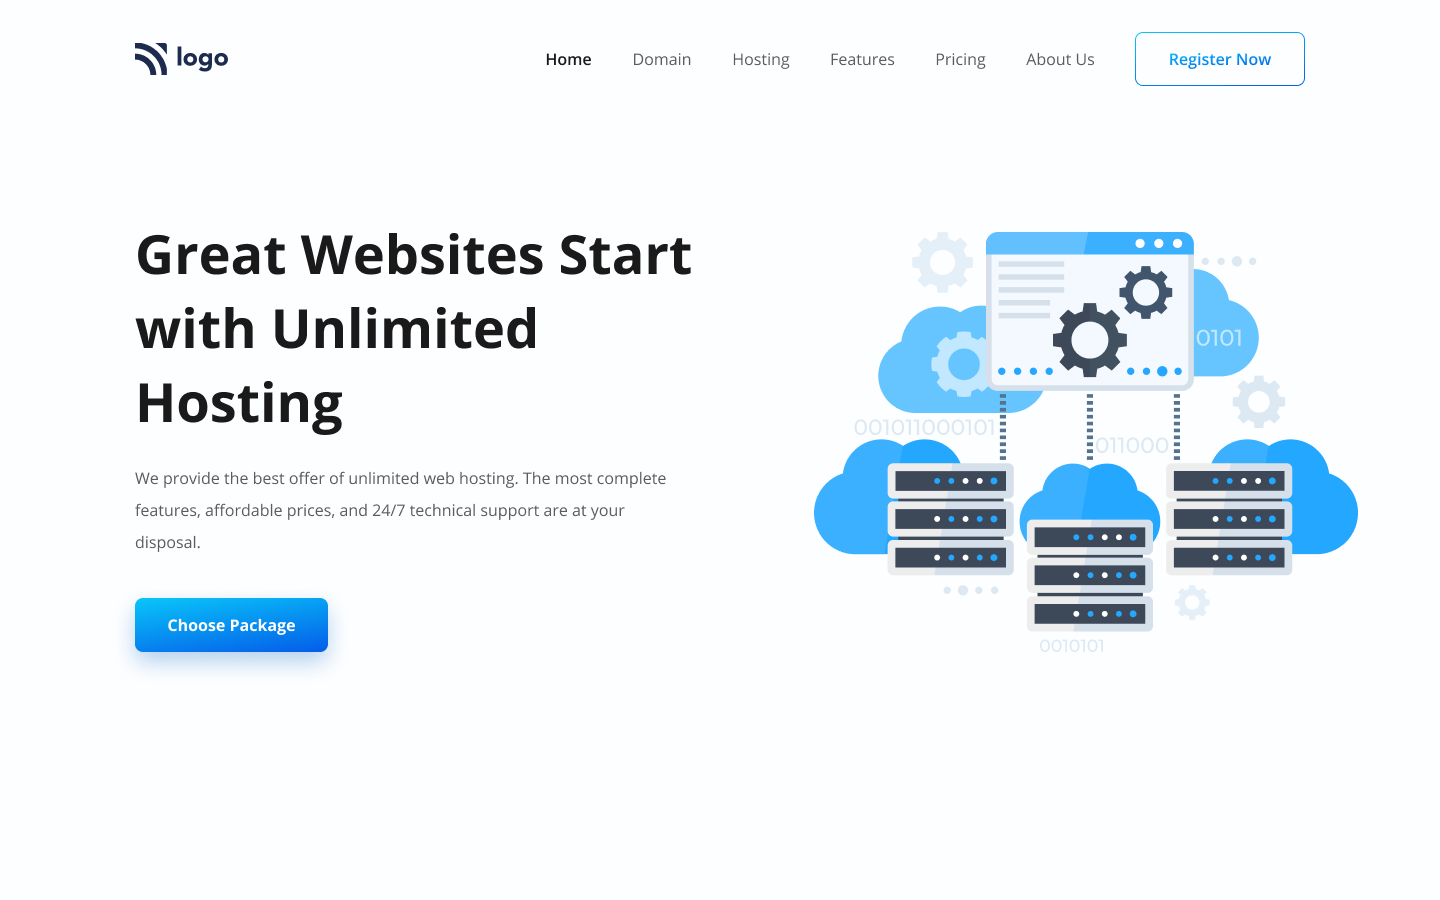 logo
Home Domain Hosting Features Pricing About Us Register Now
Great Websites Start
with Unlimited
Hosting
We provide the best offer of unlimited web hosting. The most complete
features, affordable prices, and 24/7 technical support are at your
disposal.
Choose Package
0101
001011000101
011000
0010101